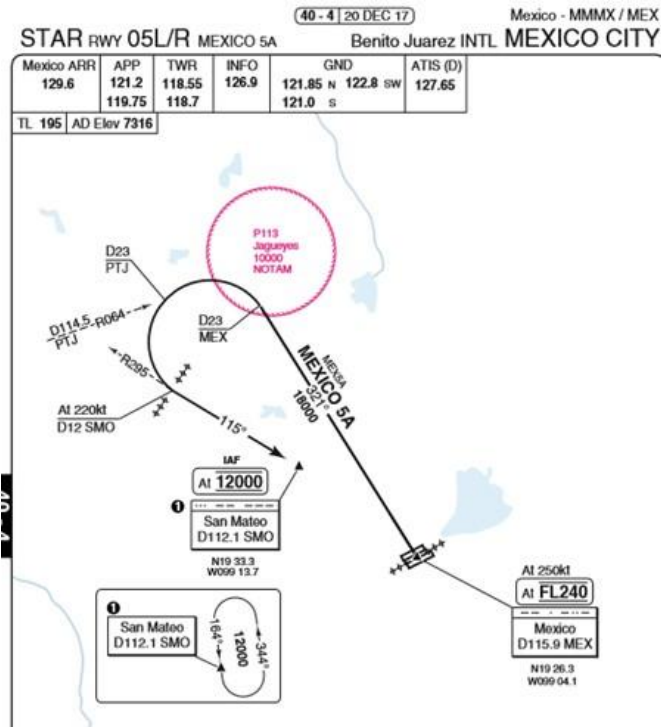 40 - 4 20 DEC 17
Mexico - MMMX / MEX
STAR RWY 05L/R MEXICO 5A
Benito Juarez INTL MEXICO CITY
Mexico ARR APP TWR INFO GND ATIS (D)
129.6 121.2 118.55 126.9 121.85 N 122.8 SW 127.65
119.75 118.7 121.0 S
TL 195 AD Elev 7316
P113
Jagueyes
10000
NOTAM
D23
PTJ
D114.5 R064
PTJ
D23
MEX
R295
MEX5A
MEXICO 5A
321°
18000
At 220kt
D12 SMO
115°
IAF
At 12000
1
San Mateo
D112.1 SMO
N19 33.3
W099 13.7
40 - 4
At 250kt
At FL240
Mexico
D115.9 MEX
N19 26.3
W099 04.1
1
San Mateo
D112.1 SMO
164°
12000
344°